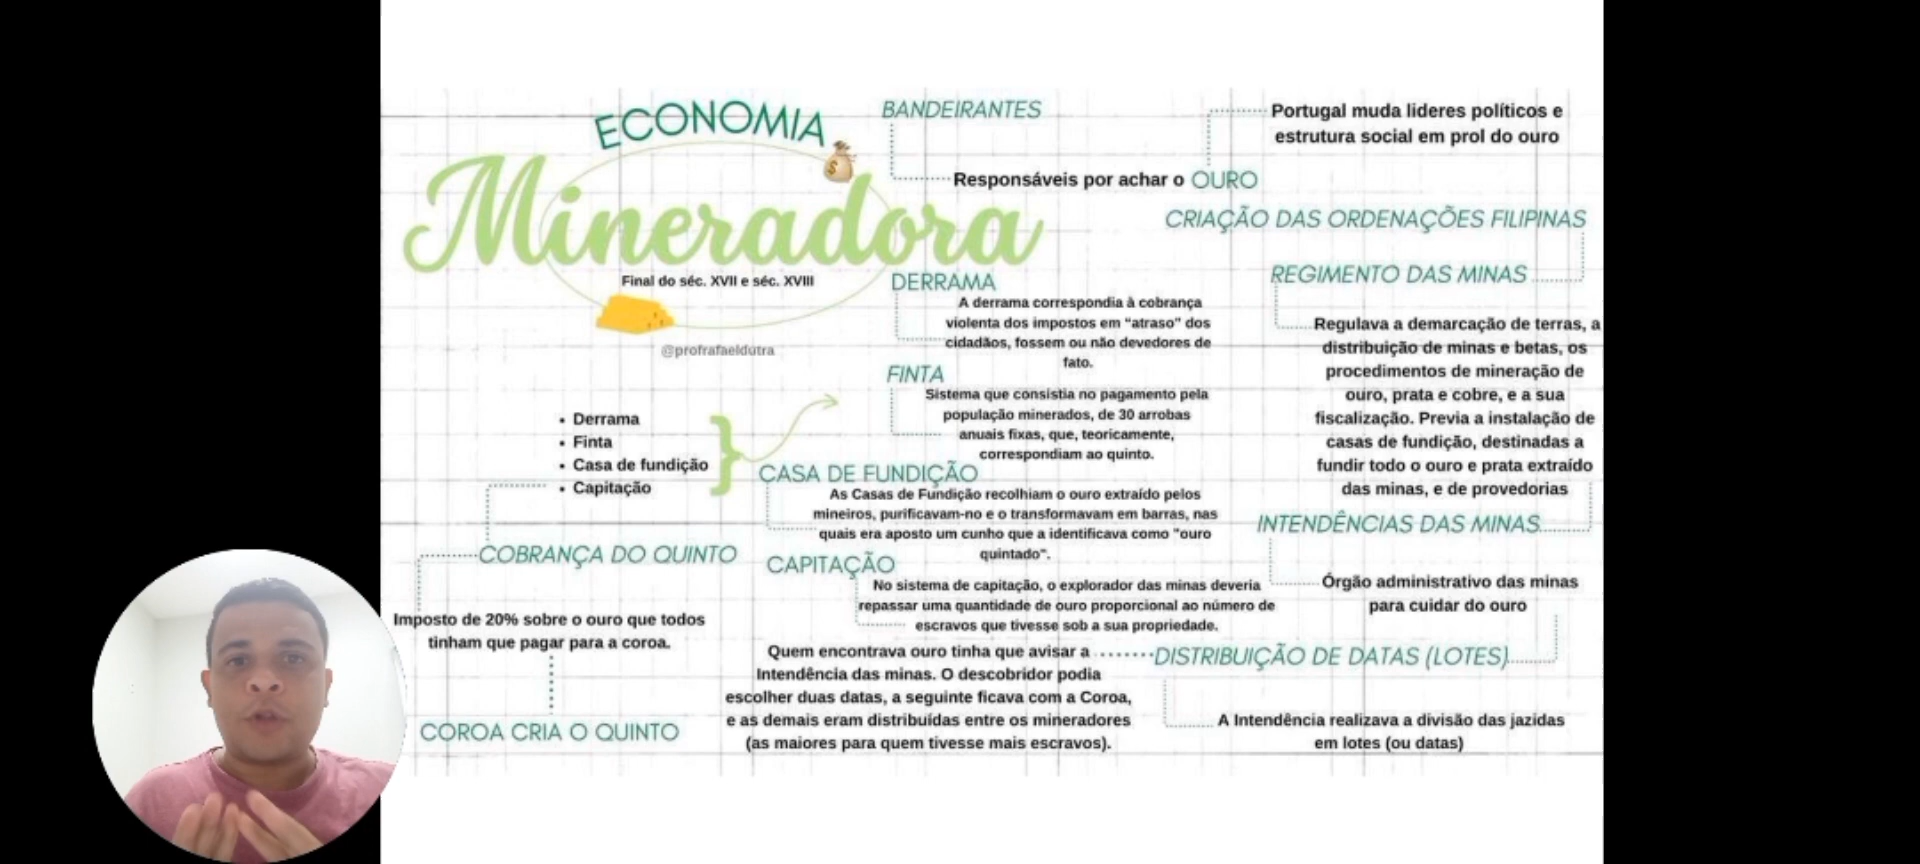 ECONOMIA
Mineradora
Final do séc. XVII e séc. XVIII
@profrafaeldutra
BANDEIRANTES
Responsáveis por achar o OURO
Portugal muda lideres políticos e
estrutura social em prol do ouro
CRIAÇÃO DAS ORDENAÇÕES FILIPINAS
REGIMENTO DAS MINAS
Regulava a demarcação de terras, a
distribuição de minas e betas, os
procedimentos de mineração de
ouro, prata e cobre, e a sua
fiscalização. Previa a instalação de
casas de fundição, destinadas a
fundir todo o ouro e prata extraído
das minas, e de provedorias
INTENDÊNCIAS DAS MINAS
Órgão administrativo das minas
para cuidar do ouro
DISTRIBUIÇÃO DE DATAS (LOTES)
A Intendência realizava a divisão das jazidas
em lotes (ou datas)
Quem encontrava ouro tinha que avisar a
Intendência das minas. O descobridor podia
escolher duas datas, a seguinte ficava com a Coroa,
e as demais eram distribuídas entre os mineradores
(as maiores para quem tivesse mais escravos).
COROA CRIA O QUINTO
Imposto de 20% sobre o ouro que todos
tinham que pagar para a coroa.
COBRANÇA DO QUINTO
• Derrama
• Finta
• Casa de fundição
• Capitação
DERRAMA
A derrama correspondia à cobrança
violenta dos impostos em “atraso” dos
cidadãos, fossem ou não devedores de
fato.
FINTA
Sistema que consistia no pagamento pela
população minerados, de 30 arrobas
anuais fixas, que, teoricamente,
correspondiam ao quinto.
CASA DE FUNDIÇÃO
As Casas de Fundição recolhiam o ouro extraído pelos
mineiros, purificavam-no e o transformavam em barras, nas
quais era aposto um cunho que a identificava como "ouro
quintado".
CAPITAÇÃO
No sistema de capitação, o explorador das minas deveria
repassar uma quantidade de ouro proporcional ao número de
escravos que tivesse sob a sua propriedade.